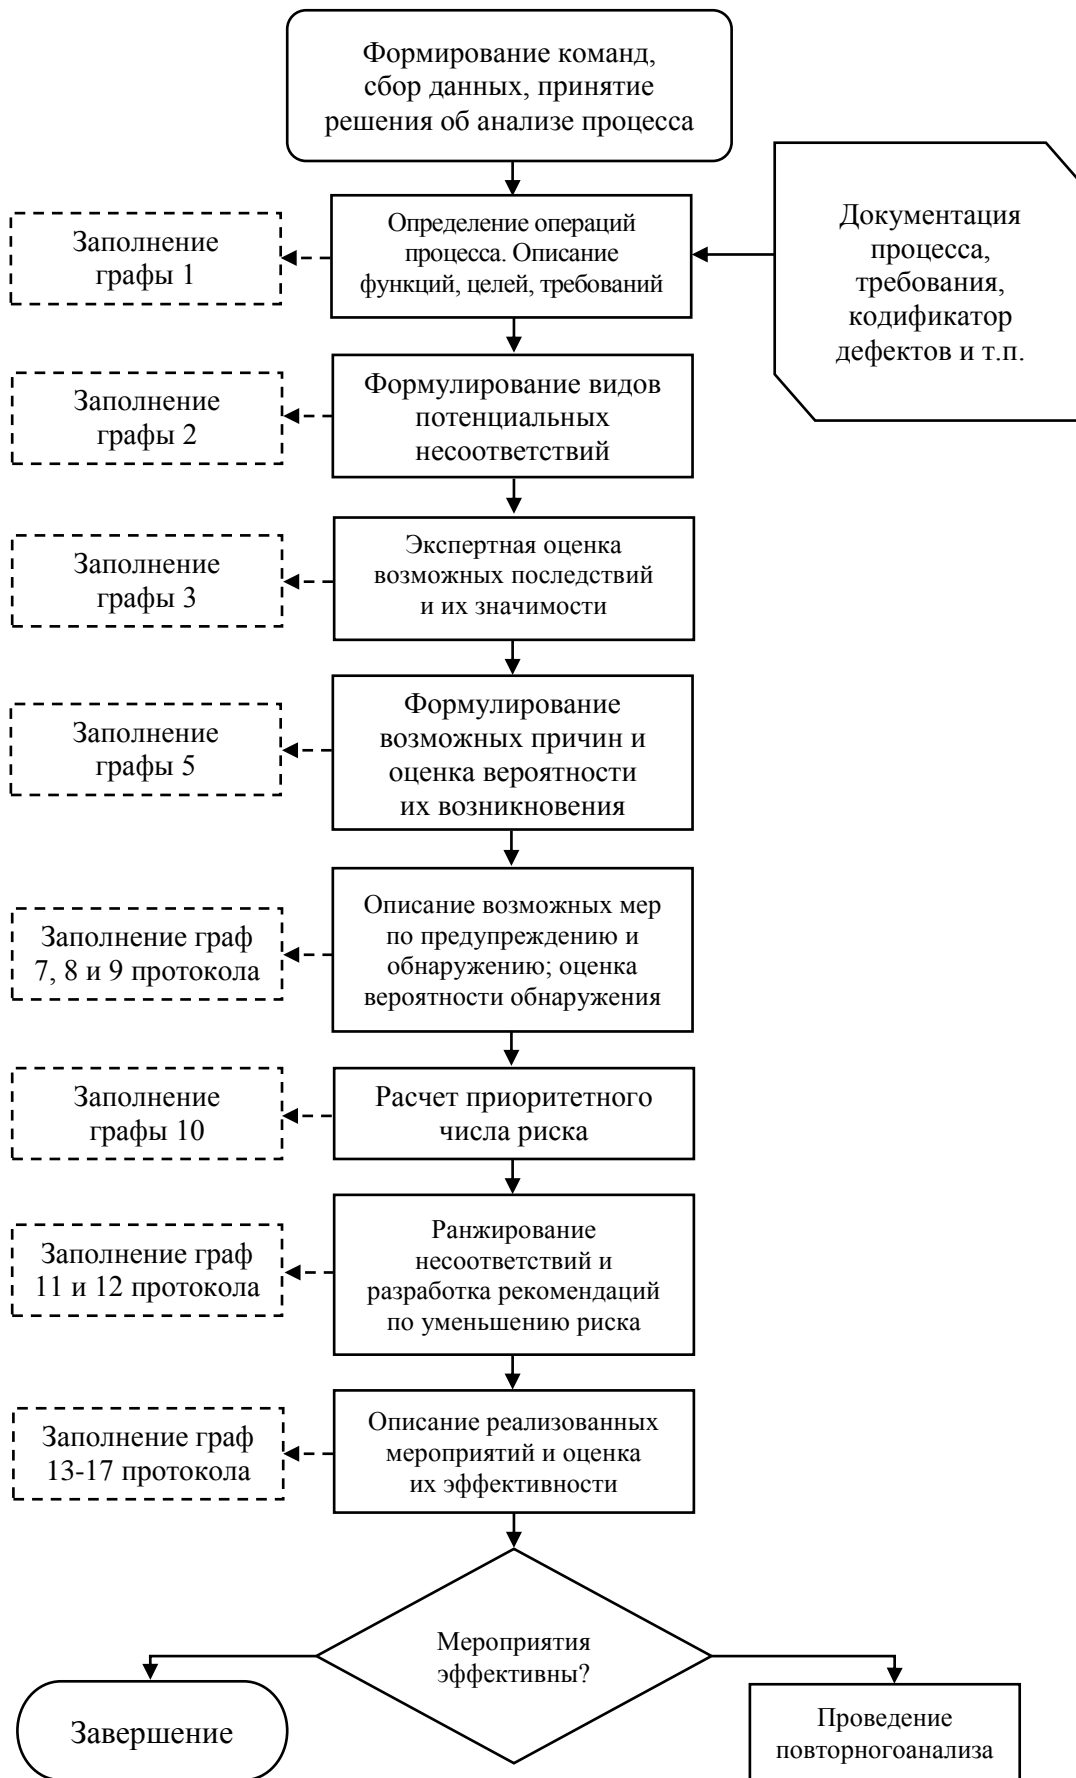 Формирование команд,
сбор данных, принятие
решения об анализе процесса
Документация
процесса,
требования,
кодификатор
дефектов и т.п.
Определение операций
процесса. Описание
функций, целей, требований
Заполнение
графы 1
Формулирование видов
потенциальных
несоответствий
Заполнение
графы 2
Экспертная оценка
возможных последствий
и их значимости
Заполнение
графы 3
Формулирование
возможных причин и
оценка вероятности
их возникновения
Заполнение
графы 5
Описание возможных мер
по предупреждению и
обнаружению; оценка
вероятности обнаружения
Заполнение граф
7, 8 и 9 протокола
Расчет приоритетного
числа риска
Заполнение
графы 10
Ранжирование
несоответствий и
разработка рекомендаций
по уменьшению риска
Заполнение граф
11 и 12 протокола
Описание реализованных
мероприятий и оценка
их эффективности
Заполнение граф
13-17 протокола
Мероприятия
эффективны?
Завершение
Проведение
повторногоанализа